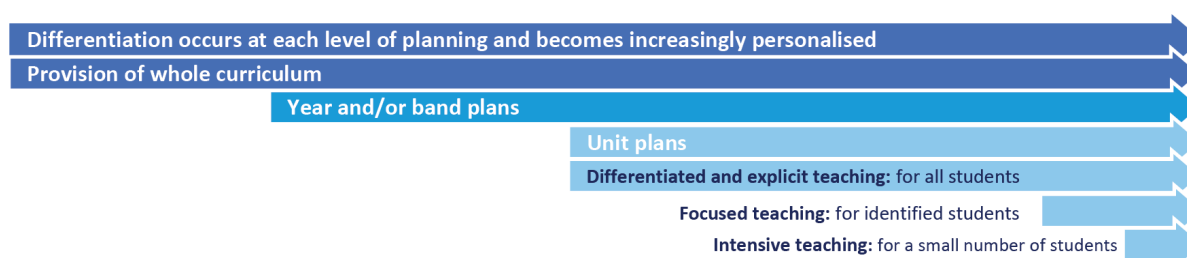 Differentiation occurs at each level of planning and becomes increasingly personalised
Provision of whole curriculum
Year and/or band plans
Unit plans
Differentiated and explicit teaching: for all students
Focused teaching: for identified students
Intensive teaching: for a small number of students